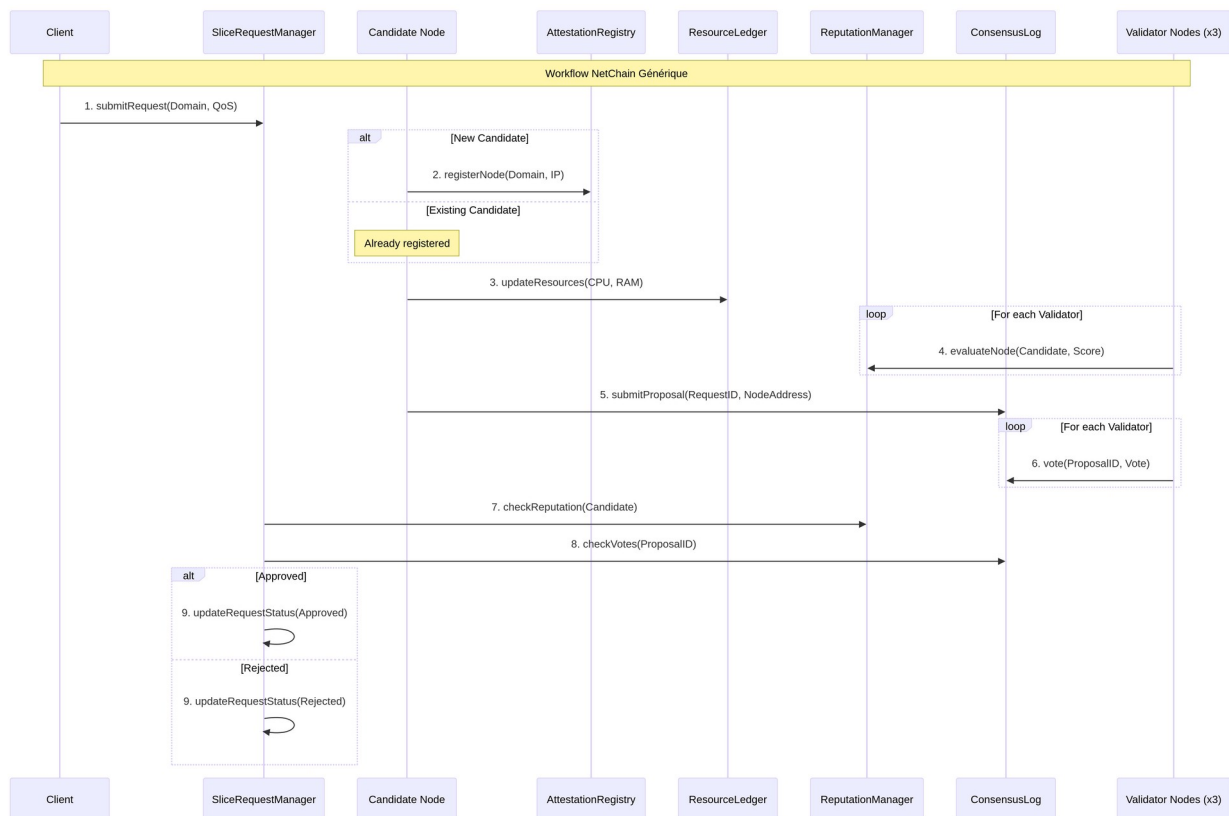 Client
SliceRequestManager
Candidate Node
AttestationRegistry
ResourceLedger
ReputationManager
ConsensusLog
Validator Nodes (x3)
Workflow NetChain Générique
1. submitRequest(Domain, QoS)
alt
[New Candidate]
2. registerNode(Domain, IP)
[Existing Candidate]
Already registered
3. updateResources(CPU, RAM)
loop
[For each Validator]
4. evaluateNode(Candidate, Score)
5. submitProposal(RequestID, NodeAddress)
loop
[For each Validator]
6. vote(ProposalID, Vote)
7. checkReputation(Candidate)
8. checkVotes(ProposalID)
alt
[Approved]
9. updateRequestStatus(Approved)
[Rejected]
9. updateRequestStatus(Rejected)
Client
SliceRequestManager
Candidate Node
AttestationRegistry
ResourceLedger
ReputationManager
ConsensusLog
Validator Nodes (x3)